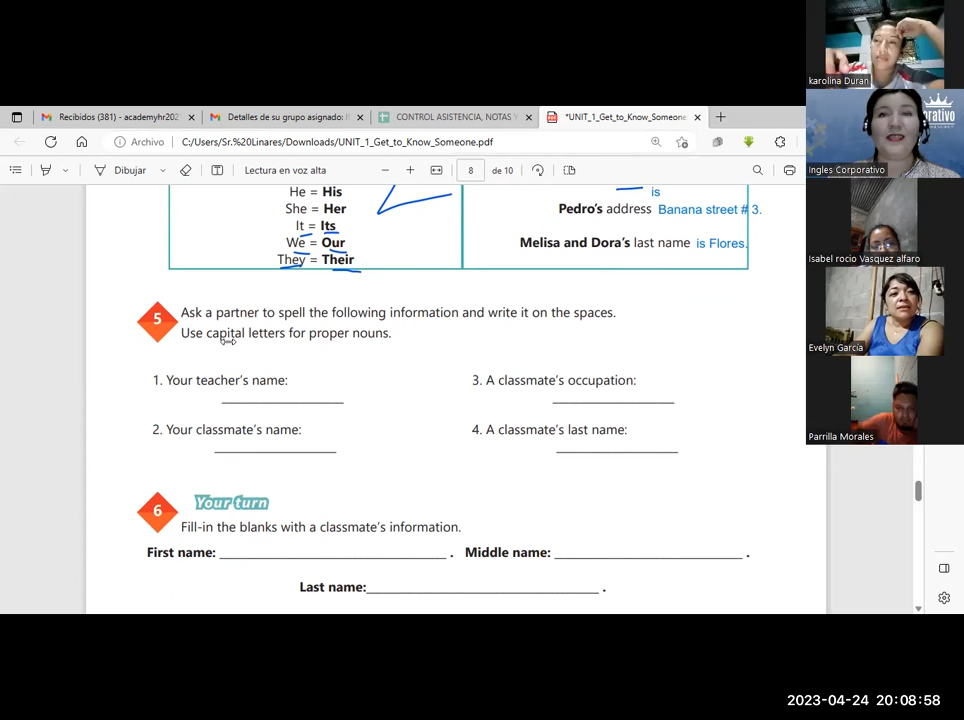 karolina Duran
Recibidos (381) - academyhr202
Detalles de su grupo asignado: I
CONTROL ASISTENCIA, NOTAS Y
*UNIT_1_Get_to_Know_Someone.
Archivo
C:/Users/Sr.%20Linares/Downloads/UNIT_1_Get_to_Know_Someone.pdf
orativo
Ingles Corporativo
Dibujar
Lectura en voz alta
8
de 10
He = His
is
She = Her
Pedro's address Banana street # 3.
It = Its
We = Our
Melisa and Dora's last name is Flores.
They = Their
Isabel rocio Vasquez alfaro
5
Ask a partner to spell the following information and write it on the spaces.
Use capital letters for proper nouns.
Evelyn García
1. Your teacher's name:
3. A classmate's occupation:
2. Your classmate's name:
4. A classmate's last name:
Parrilla Morales
6
Your turn
Fill-in the blanks with a classmate's information.
First name: . Middle name: .
Last name: .
2023-04-24 20:08:58